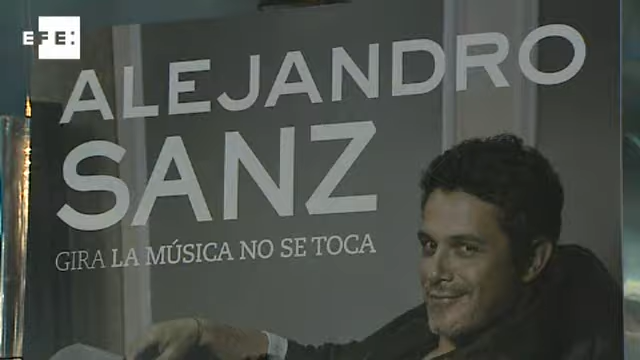 EFE:
ALEJANDRO
SANZ
GIRA LA MÚSICA NO SE TOCA